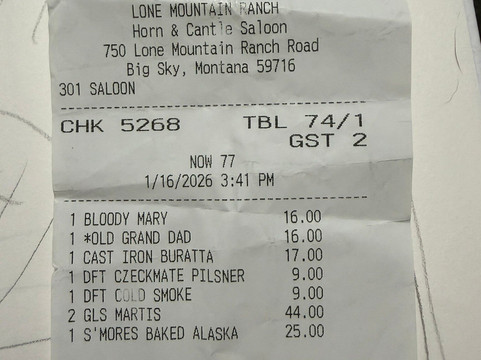 LONE MOUNTAIN RANCH
Horn & Cantle Saloon
750 Lone Mountain Ranch Road
Big Sky, Montana 59716
301 SALOON
CHK 5268 TBL 74/1
GST 2
NOW 77
1/16/2026 3:41 PM
1 BLOODY MARY 16.00
1 *OLD GRAND DAD 16.00
1 CAST IRON BURATTA 17.00
1 DFT CZECKMATE PILSNER 9.00
1 DFT COLD SMOKE 9.00
2 GLS MARTIS 44.00
1 S'MORES BAKED ALASKA 25.00